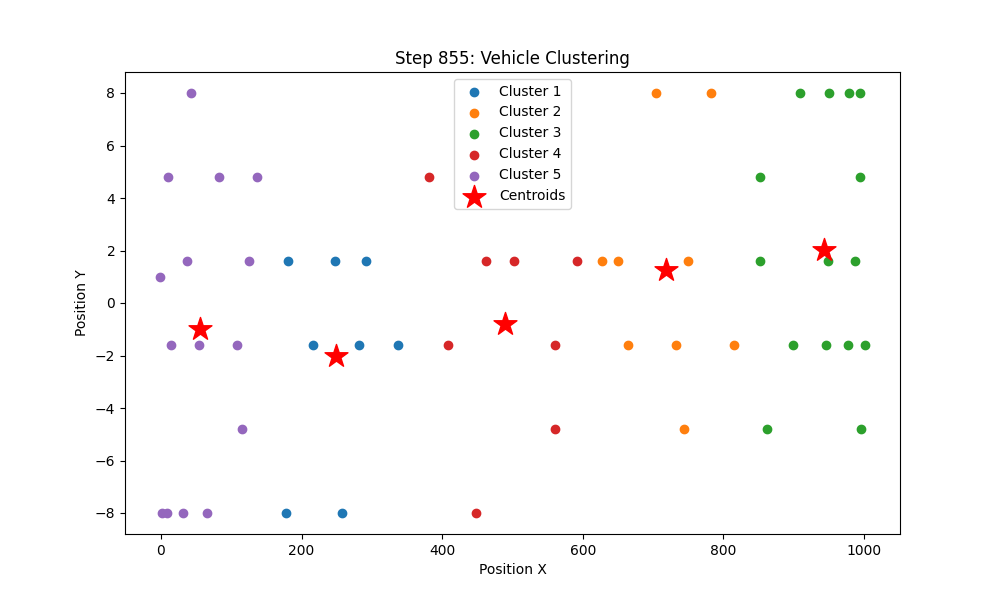 Step 855: Vehicle Clustering
Cluster 1
Cluster 2
Cluster 3
Cluster 4
Cluster 5
Centroids
Position Y
8
6
4
2
0
−2
−4
−6
−8
0 200 400 600 800 1000
Position X